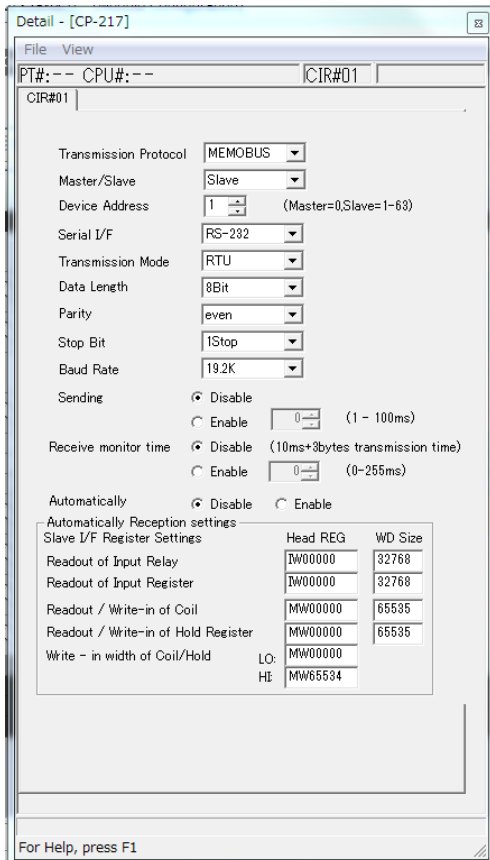 Detail - [CP-217]
File View
PT#:-- CPU#:-- CIR#01
CIR#01
Transmission Protocol MEMOBUS
Master/Slave Slave
Device Address 1 (Master=0,Slave=1-63)
Serial I/F RS-232
Transmission Mode RTU
Data Length 8Bit
Parity even
Stop Bit 1Stop
Baud Rate 19.2K
Sending Disable
Enable 0 (1 - 100ms)
Receive monitor time Disable (10ms+3bytes transmission time)
Enable 0 (0-255ms)
Automatically Disable Enable
Automatically Reception settings
Slave I/F Register Settings Head REG WD Size
Readout of Input Relay IW00000 32768
Readout of Input Register IW00000 32768
Readout / Write-in of Coil MW00000 65535
Readout / Write-in of Hold Register MW00000 65535
Write - in width of Coil/Hold LO: MW00000
HI: MW65534
For Help, press F1